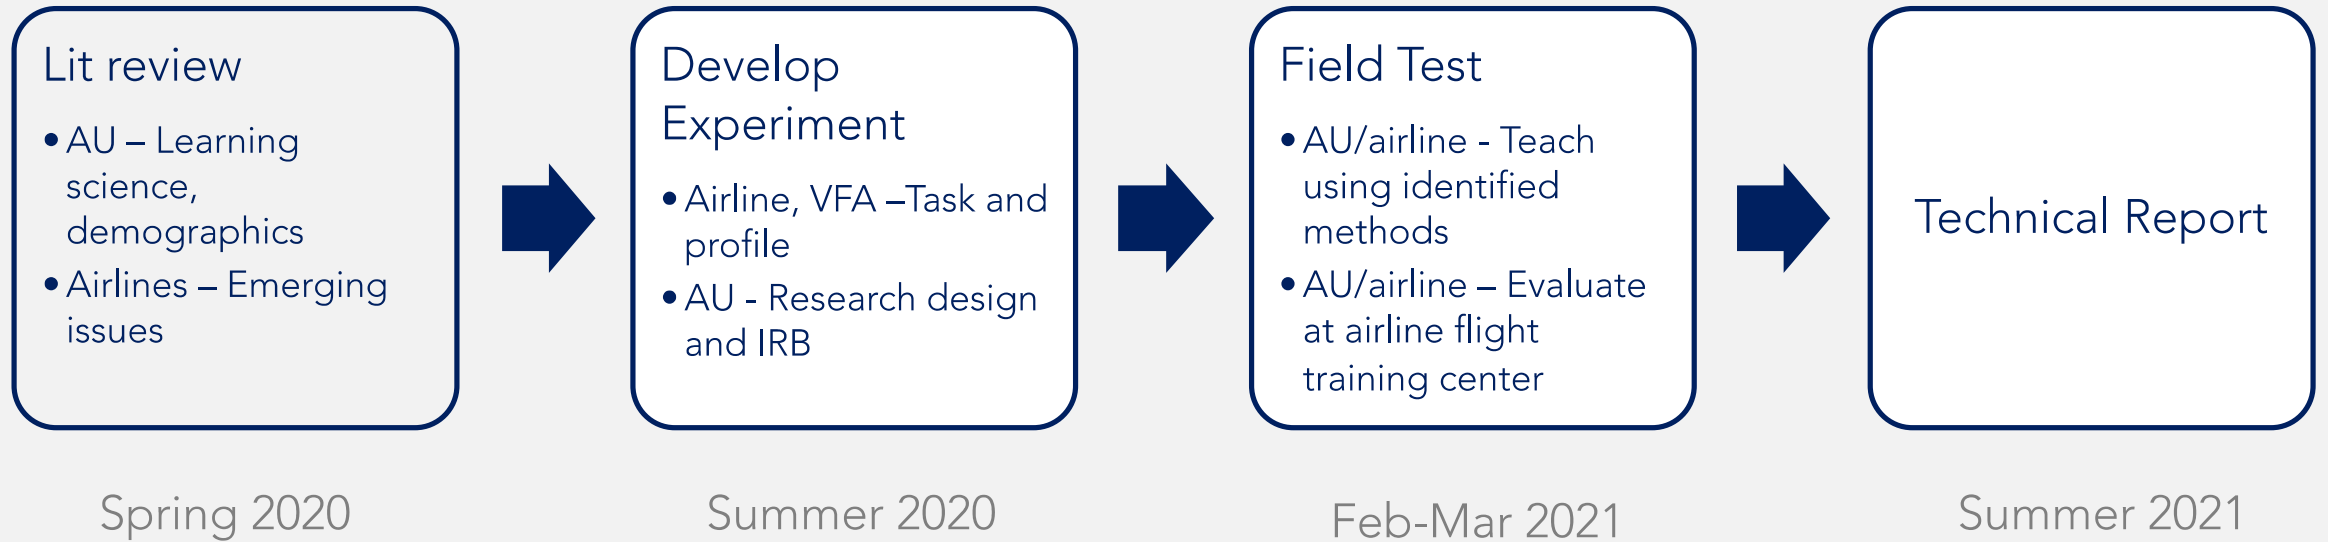 Lit review
• AU – Learning
science,
demographics
• Airlines – Emerging
issues
Spring 2020
Develop
Experiment
• Airline, VFA –Task and
profile
• AU - Research design
and IRB
Summer 2020
Field Test
• AU/airline - Teach
using identified
methods
• AU/airline – Evaluate
at airline flight
training center
Feb-Mar 2021
Technical Report
Summer 2021